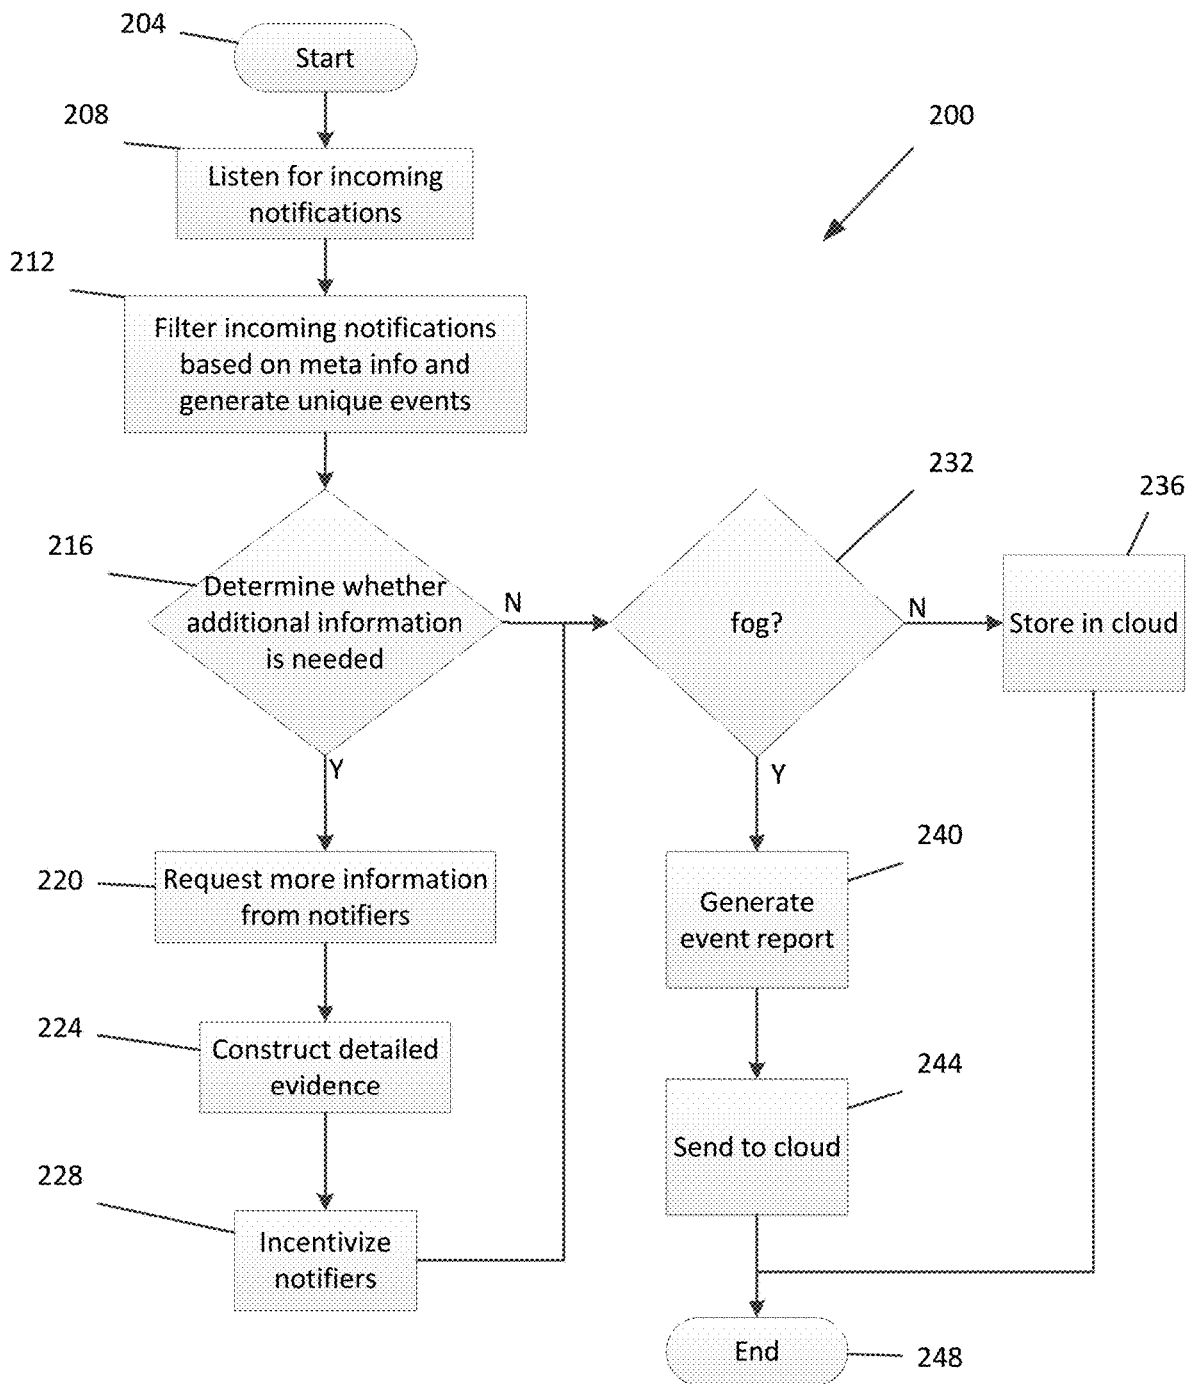 204
Start
208
200
Listen for incoming
notifications
212
Filter incoming notifications
based on meta info and
generate unique events
232
236
216
Determine whether
additional information
is needed
N
fog?
N
Store in cloud
Y
Y
220
Request more information
from notifiers
240
Generate
event report
224
Construct detailed
evidence
244
Send to cloud
228
Incentivize
notifiers
End
248